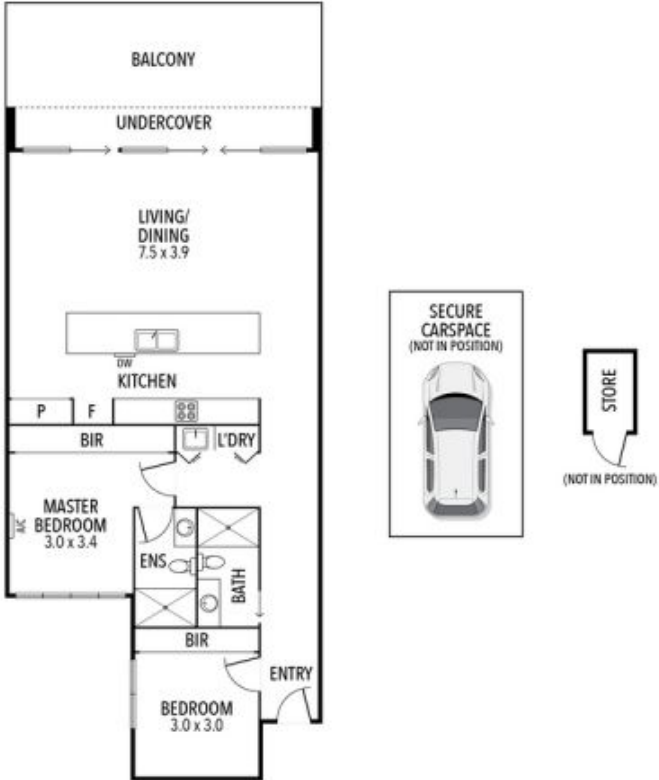 BALCONY
UNDERCOVER
LIVING/
DINING
7.5 x 3.9
DW
KITCHEN
P
F
BIR
L'DRY
MASTER
BEDROOM
3.0 x 3.4
A/C
ENS
BATH
BIR
ENTRY
BEDROOM
3.0 x 3.0
SECURE
CARSPACE
(NOT IN POSITION)
STORE
(NOT IN POSITION)